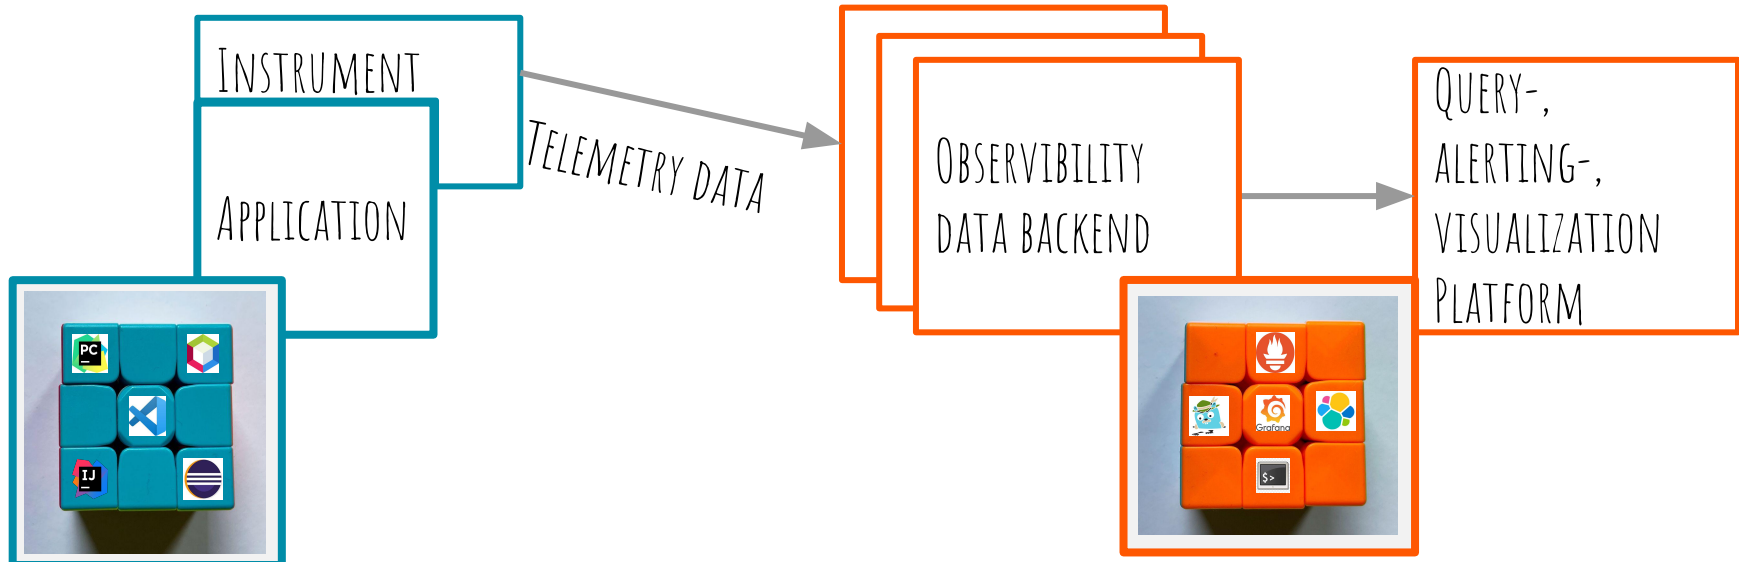 Instrument
Application
Telemetry data
Observibility
data backend
Query-,
alerting-,
visualization
Platform
PC
IJ
Grafana
$>